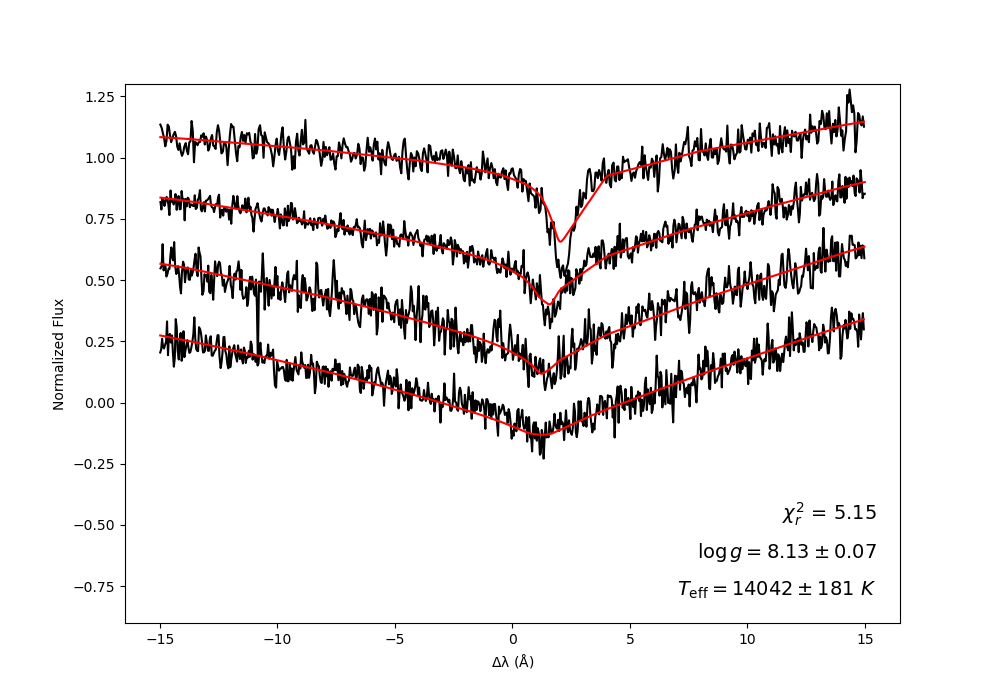 Normalized Flux
1.25
1.00
0.75
0.50
0.25
0.00
−0.25
−0.50
−0.75
χ²ᵣ = 5.15
log g = 8.13 ± 0.07
T_eff = 14042 ± 181 K
−15 −10 −5 0 5 10 15
Δλ (Å)